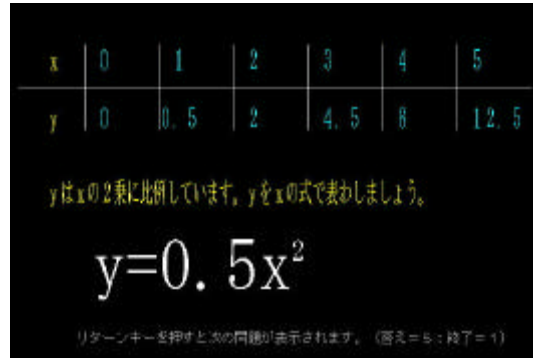 x 0 1 2 3 4 5
y 0 0.5 2 4.5 8 12.5
yはxの2乗に比例しています。yをxの式で表わしましょう。
y=0.5x²
リターンキーを押すと次の問題が表示されます。（答え=s：終了=1）